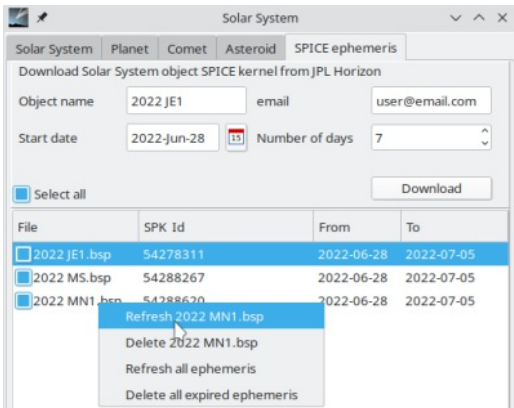 Solar System
Solar System Planet Comet Asteroid SPICE ephemeris
Download Solar System object SPICE kernel from JPL Horizon
Object name 2022 JE1 email user@email.com
Start date 2022-Jun-28 15 Number of days 7
Select all Download
File SPK Id From To
2022 JE1.bsp 54278311 2022-06-28 2022-07-05
2022 MS.bsp 54288267 2022-06-28 2022-07-05
2022 MN1.bsp 54288620 2022-06-28 2022-07-05
Refresh 2022 MN1.bsp
Delete 2022 MN1.bsp
Refresh all ephemeris
Delete all expired ephemeris